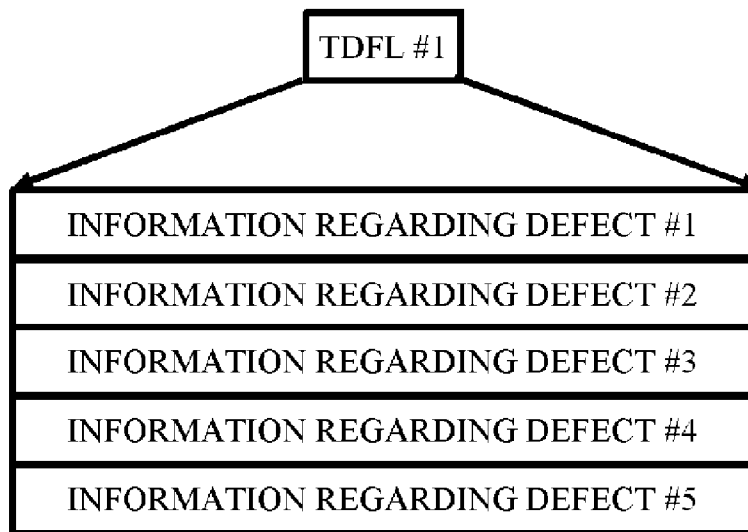 TDFL #1
INFORMATION REGARDING DEFECT #1
INFORMATION REGARDING DEFECT #2
INFORMATION REGARDING DEFECT #3
INFORMATION REGARDING DEFECT #4
INFORMATION REGARDING DEFECT #5